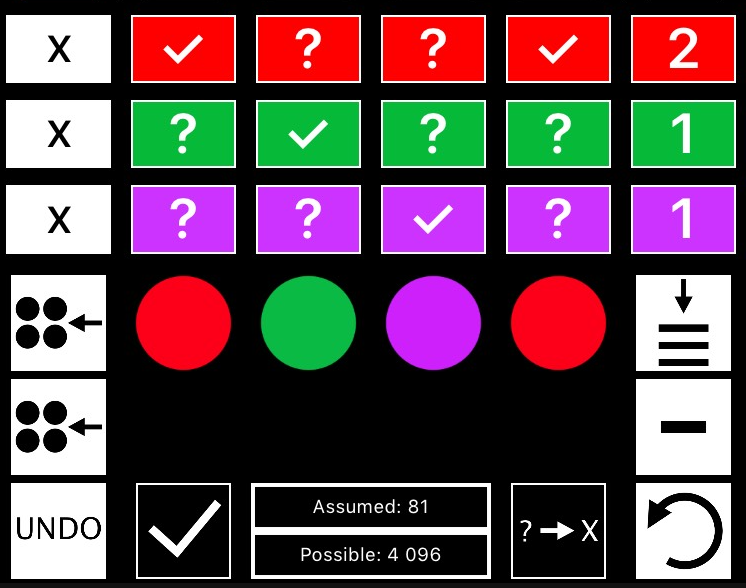 X ? ? 2
X ? ? ? 1
X ? ? ? 1
UNDO
Assumed: 81
Possible: 4 096
? X